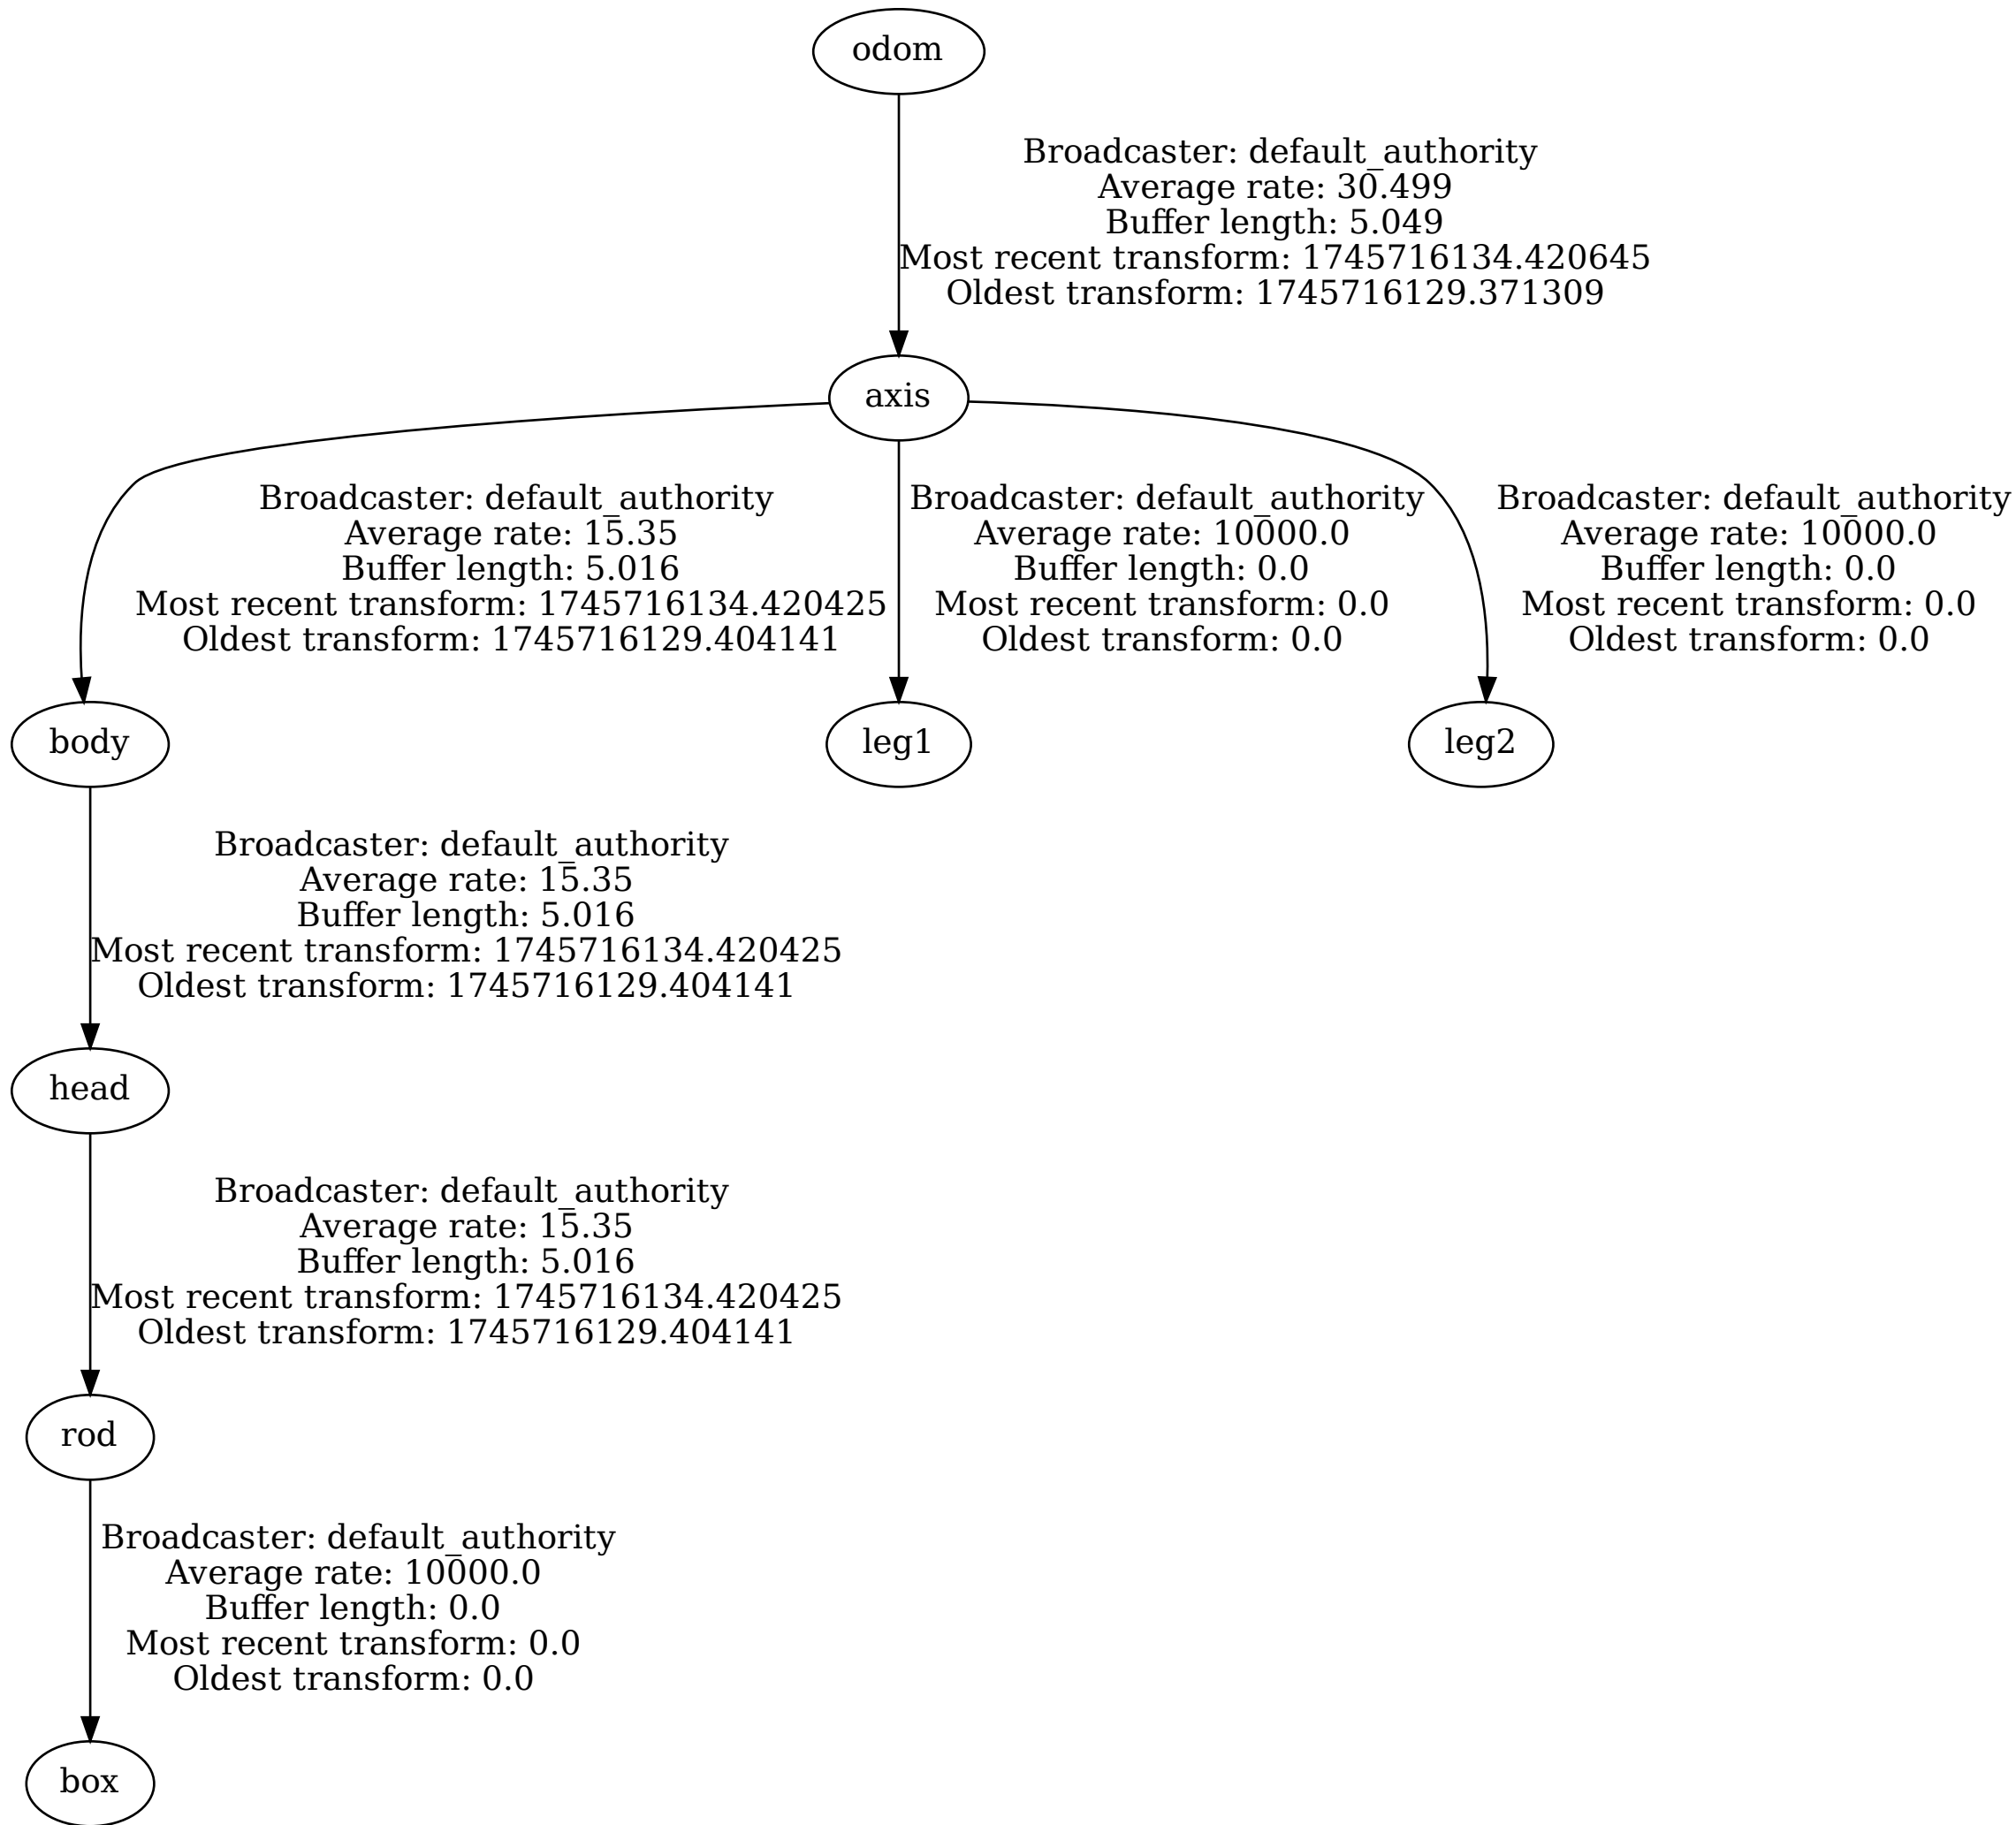 odom
Broadcaster: default_authority
Average rate: 30.499
Buffer length: 5.049
Most recent transform: 1745716134.420645
Oldest transform: 1745716129.371309
axis
Broadcaster: default_authority
Average rate: 15.35
Buffer length: 5.016
Most recent transform: 1745716134.420425
Oldest transform: 1745716129.404141
Broadcaster: default_authority
Average rate: 10000.0
Buffer length: 0.0
Most recent transform: 0.0
Oldest transform: 0.0
Broadcaster: default_authority
Average rate: 10000.0
Buffer length: 0.0
Most recent transform: 0.0
Oldest transform: 0.0
body
leg1
leg2
Broadcaster: default_authority
Average rate: 15.35
Buffer length: 5.016
Most recent transform: 1745716134.420425
Oldest transform: 1745716129.404141
head
Broadcaster: default_authority
Average rate: 15.35
Buffer length: 5.016
Most recent transform: 1745716134.420425
Oldest transform: 1745716129.404141
rod
Broadcaster: default_authority
Average rate: 10000.0
Buffer length: 0.0
Most recent transform: 0.0
Oldest transform: 0.0
box